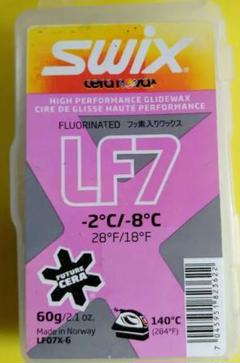 SWIX
cera nova X
HIGH PERFORMANCE GLIDEWAX
CIRE DE GLISSE HAUTE PERFORMANCE
FLUORINATED フッ素入りワックス
LF7
-2°C/-8°C
28°F/18°F
FUTURE
CERA
60g/2.1 oz.
Made in Norway
LF07X-6
140°C
(284°F)
7045951823622